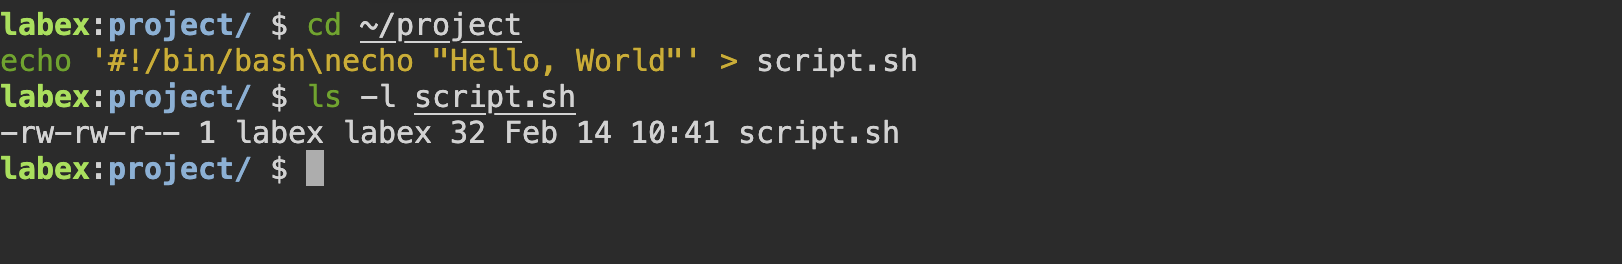 labex:project/ $ cd ~/project
echo '#!/bin/bash\necho "Hello, World"' > script.sh
labex:project/ $ ls -l script.sh
-rw-rw-r-- 1 labex labex 32 Feb 14 10:41 script.sh
labex:project/ $